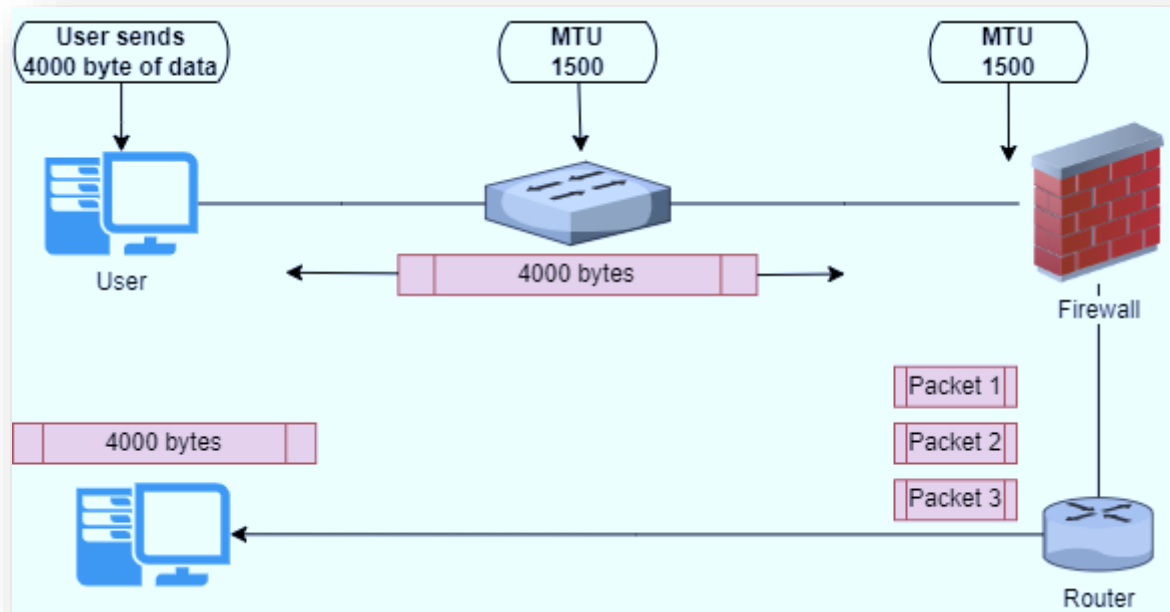 User sends
4000 byte of data
MTU
1500
MTU
1500
User
4000 bytes
Firewall
Packet 1
4000 bytes
Packet 2
Packet 3
Router